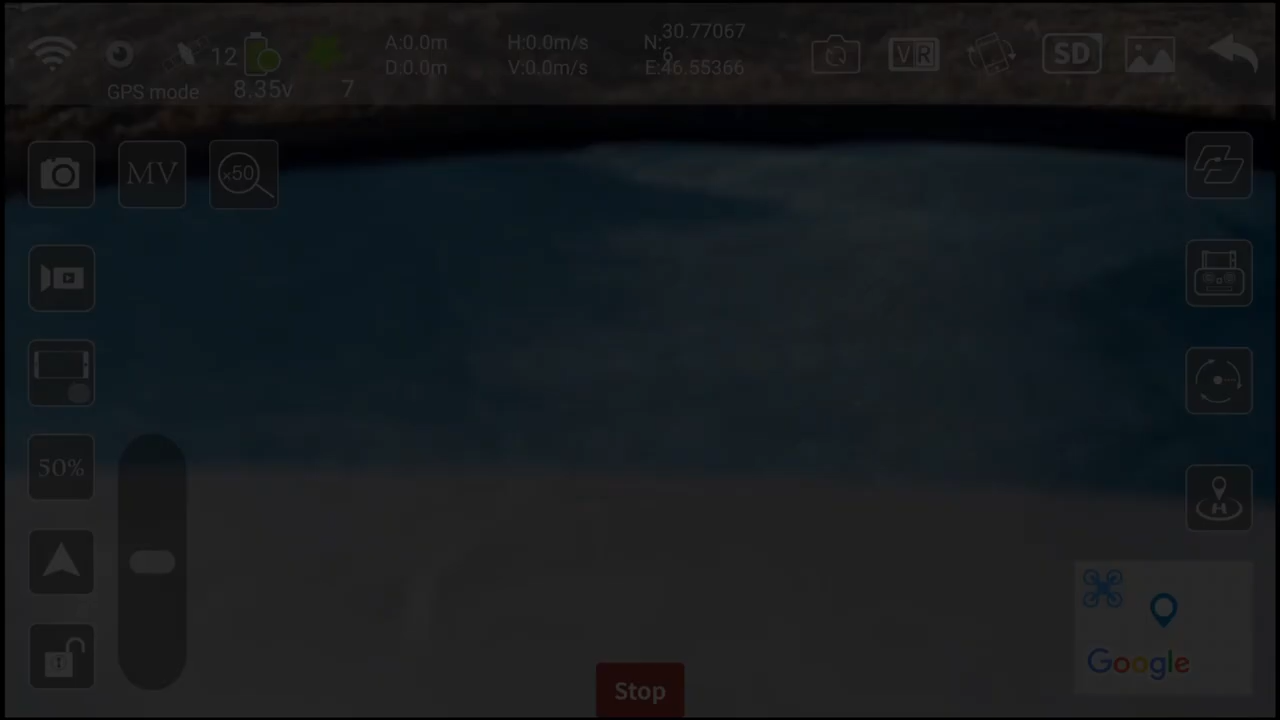 12
GPS mode
8.35V
7
A:0.0m
D:0.0m
H:0.0m/s
V:0.0m/s
N:30.77067
6
E:46.55366
VR
SD
MV
x50
50%
H
Google
Stop